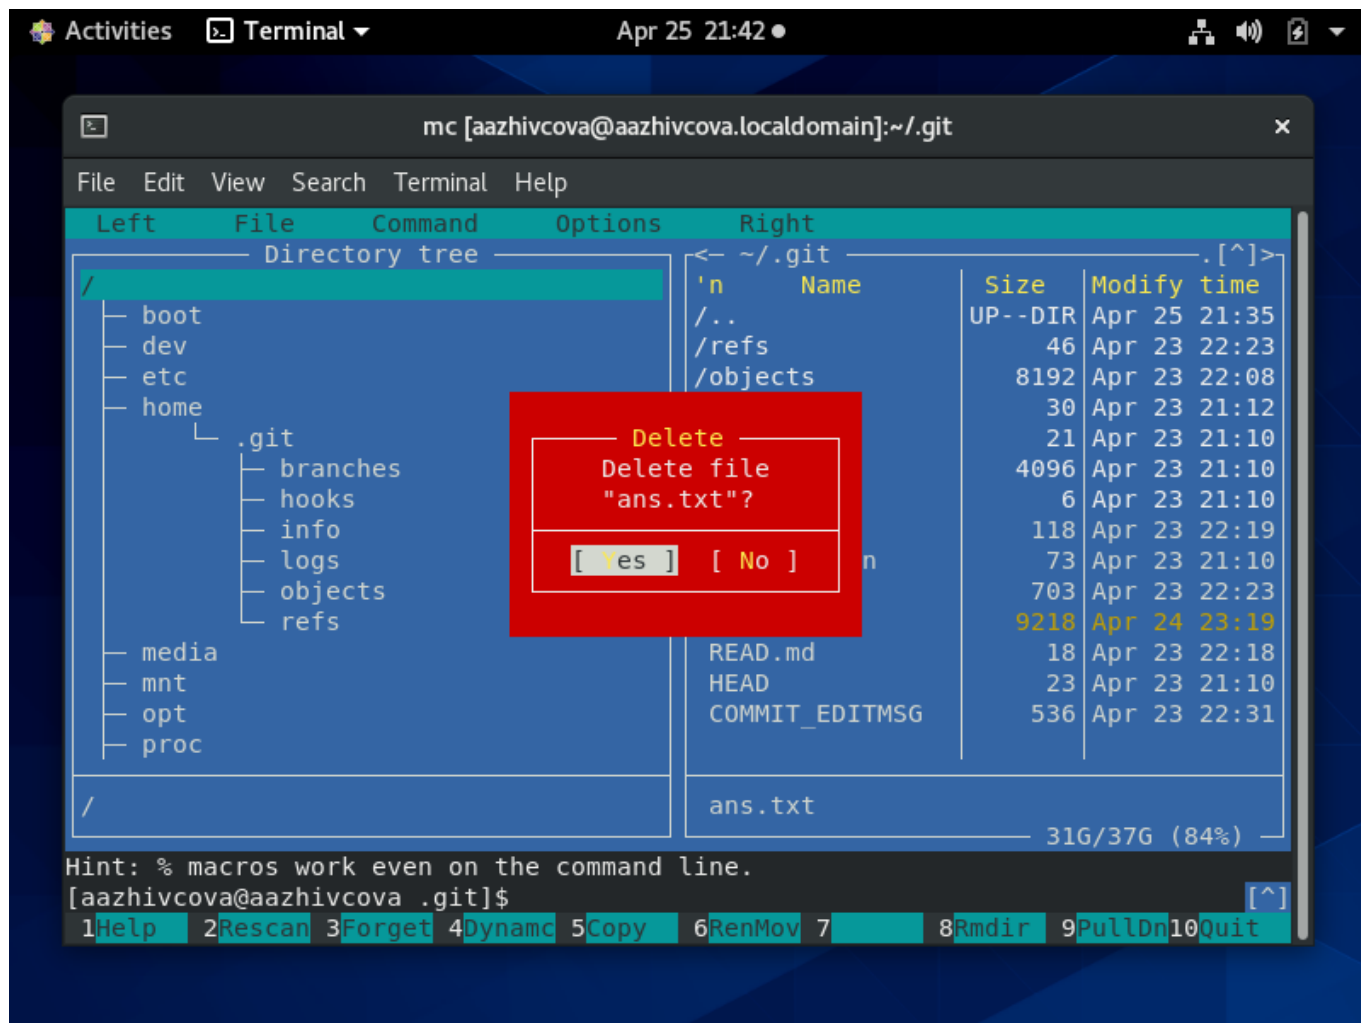 Activities Terminal Apr 25 21:42
mc [aazhivcova@aazhivcova.localdomain]:~/.git
File Edit View Search Terminal Help
Left File Command Options Right
Directory tree <— ~/.git .[^]>
/ 'n Name Size Modify time
boot /.. UP--DIR Apr 25 21:35
dev /refs 46 Apr 23 22:23
etc /objects 8192 Apr 23 22:08
home 30 Apr 23 21:12
.git Delete 21 Apr 23 21:10
branches Delete file 4096 Apr 23 21:10
hooks "ans.txt"? 6 Apr 23 21:10
info 118 Apr 23 22:19
logs [ Yes ] [ No ] n 73 Apr 23 21:10
objects 703 Apr 23 22:23
refs 9218 Apr 24 23:19
media READ.md 18 Apr 23 22:18
mnt HEAD 23 Apr 23 21:10
opt COMMIT_EDITMSG 536 Apr 23 22:31
proc
/ ans.txt
31G/37G (84%)
Hint: % macros work even on the command line.
[aazhivcova@aazhivcova .git]$ [^]
1Help 2Rescan 3Forget 4Dynamc 5Copy 6RenMov 7 8Rmdir 9PullDn 10Quit